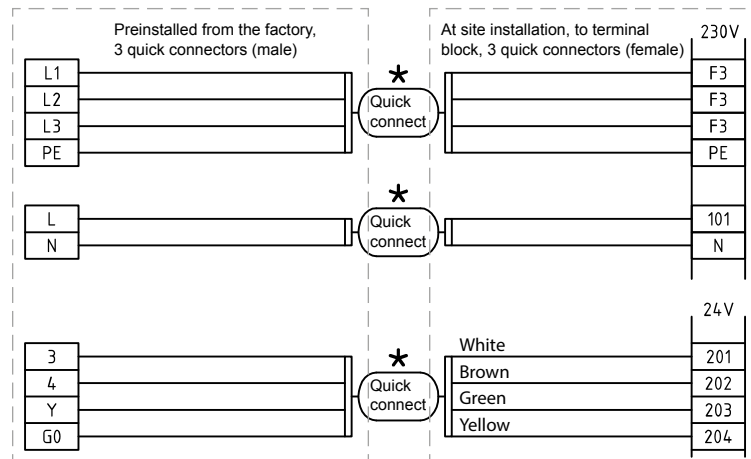 Preinstalled from the factory,
3 quick connectors (male)
At site installation, to terminal
block, 3 quick connectors (female)
230V
L1
L2
L3
PE
*
Quick
connect
F3
F3
F3
PE
L
N
*
Quick
connect
101
N
24V
3
4
Y
G0
*
Quick
connect
White
Brown
Green
Yellow
201
202
203
204